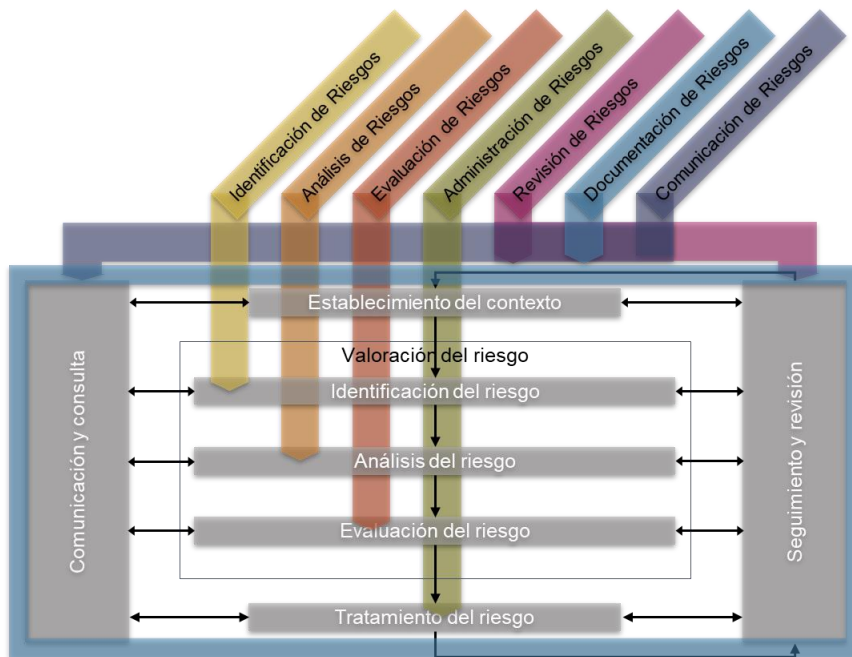 Identificación de Riesgos
Análisis de Riesgos
Evaluación de Riesgos
Administración de Riesgos
Revisión de Riesgos
Documentación de Riesgos
Comunicación de Riesgos
Establecimiento del contexto
Valoración del riesgo
Identificación del riesgo
Análisis del riesgo
Evaluación del riesgo
Tratamiento del riesgo
Comunicación y consulta
Seguimiento y revisión